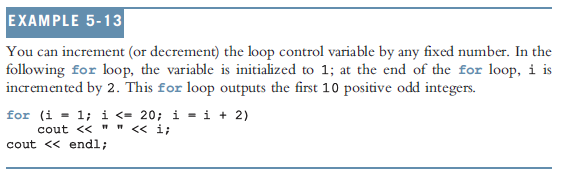 EXAMPLE 5-13
You can increment (or decrement) the loop control variable by any fixed number. In the
following for loop, the variable is initialized to 1; at the end of the for loop, i is
incremented by 2. This for loop outputs the first 10 positive odd integers.
for (i = 1; i <= 20; i = i + 2)
    cout << " " << i;
cout << endl;